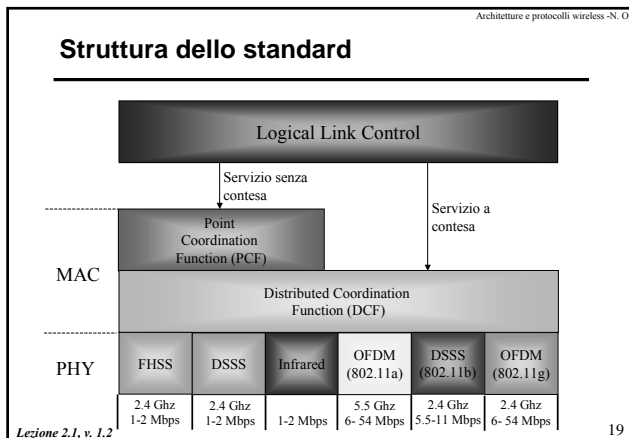 Architetture e protocolli wireless -N. O
Struttura dello standard
Logical Link Control
Servizio senza
contesa
Servizio a
contesa
Point
Coordination
Function (PCF)
MAC
Distributed Coordination
Function (DCF)
PHY
FHSS
DSSS
Infrared
OFDM
(802.11a)
DSSS
(802.11b)
OFDM
(802.11g)
2.4 Ghz
1-2 Mbps
2.4 Ghz
1-2 Mbps
1-2 Mbps
5.5 Ghz
6- 54 Mbps
2.4 Ghz
5.5-11 Mbps
2.4 Ghz
6- 54 Mbps
Lezione 2.1, v. 1.2
19